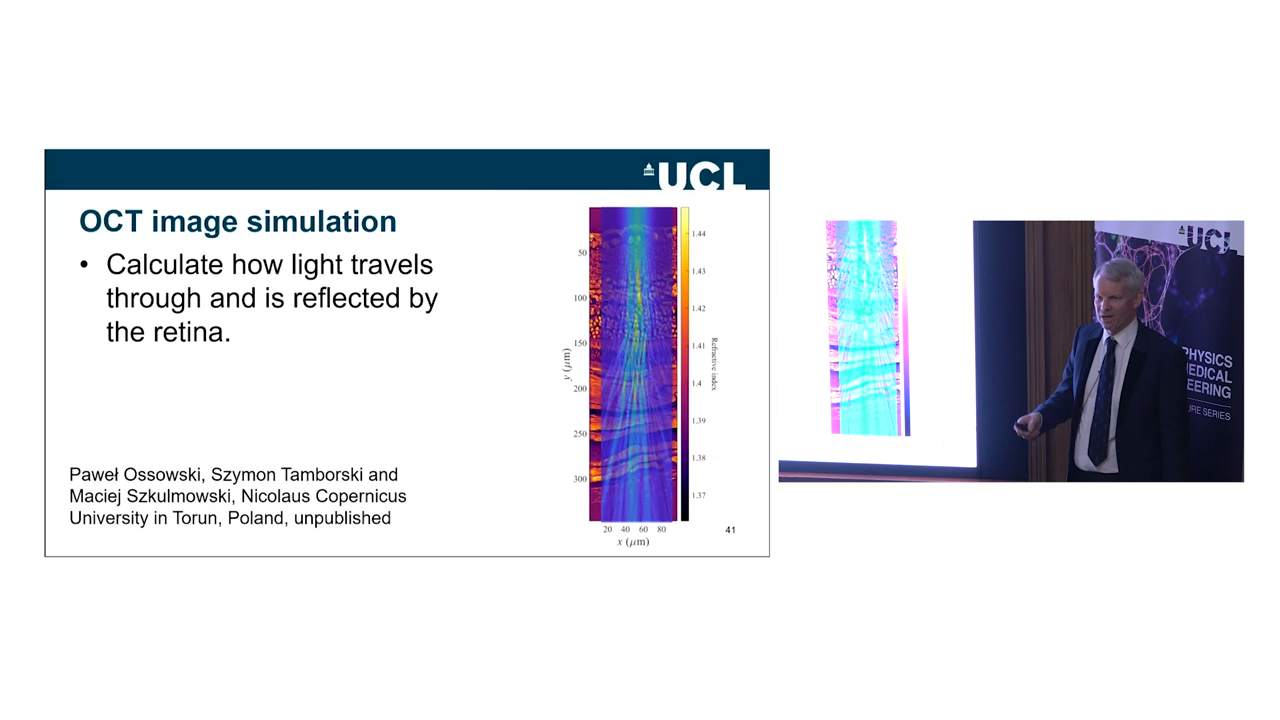 UCL
OCT image simulation
• Calculate how light travels
through and is reflected by
the retina.
Paweł Ossowski, Szymon Tamborski and
Maciej Szkulmowski, Nicolaus Copernicus
University in Torun, Poland, unpublished
50
100
150
200
250
300
y (μm)
20 40 60 80
x (μm)
1.44
1.43
1.42
1.41
1.4
1.39
1.38
1.37
Refractive index
41
UCL
PHYSICS
EDICAL
EERING
URE SERIES